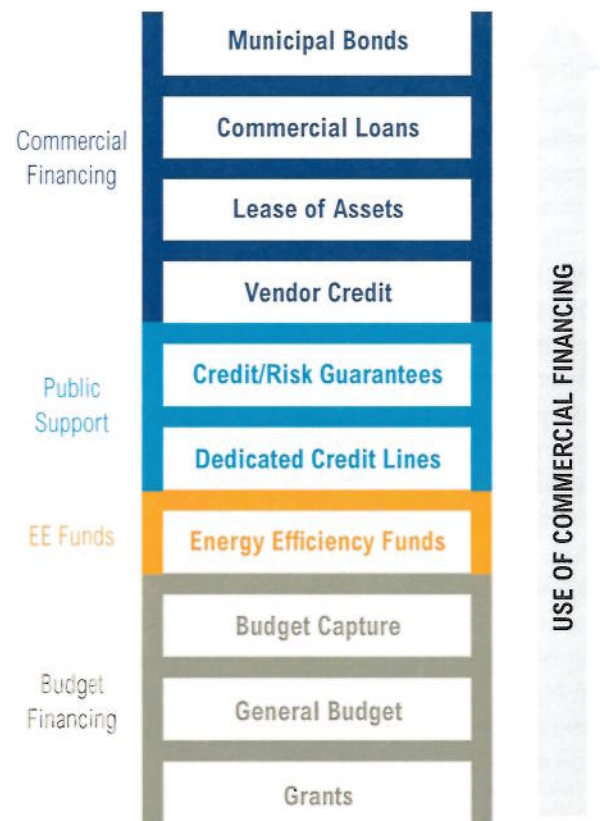 Municipal Bonds
Commercial Loans
Commercial
Financing
Lease of Assets
Vendor Credit
Credit/Risk Guarantees
Public
Support
Dedicated Credit Lines
EE Funds
Energy Efficiency Funds
Budget Capture
Budget
Financing
General Budget
Grants
USE OF COMMERCIAL FINANCING